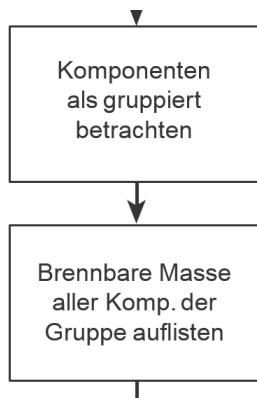 Komponenten
als gruppiert
betrachten
Brennbare Masse
aller Komp. der
Gruppe auflisten